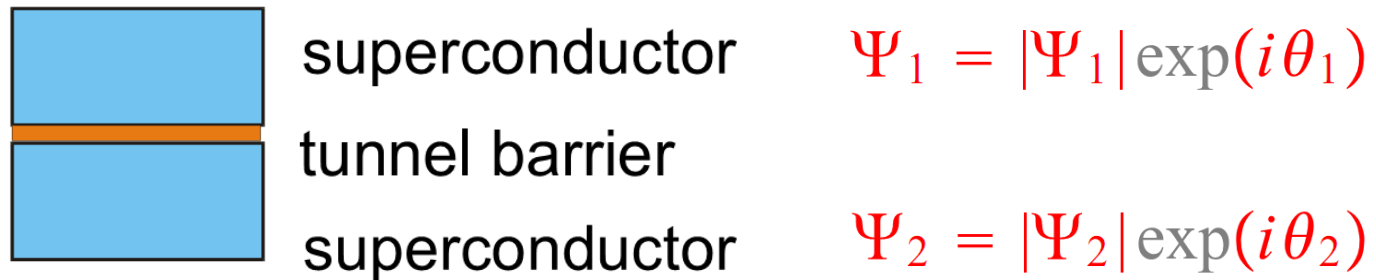 superconductor Ψ₁ = |Ψ₁| exp(iθ₁)
tunnel barrier
superconductor Ψ₂ = |Ψ₂| exp(iθ₂)